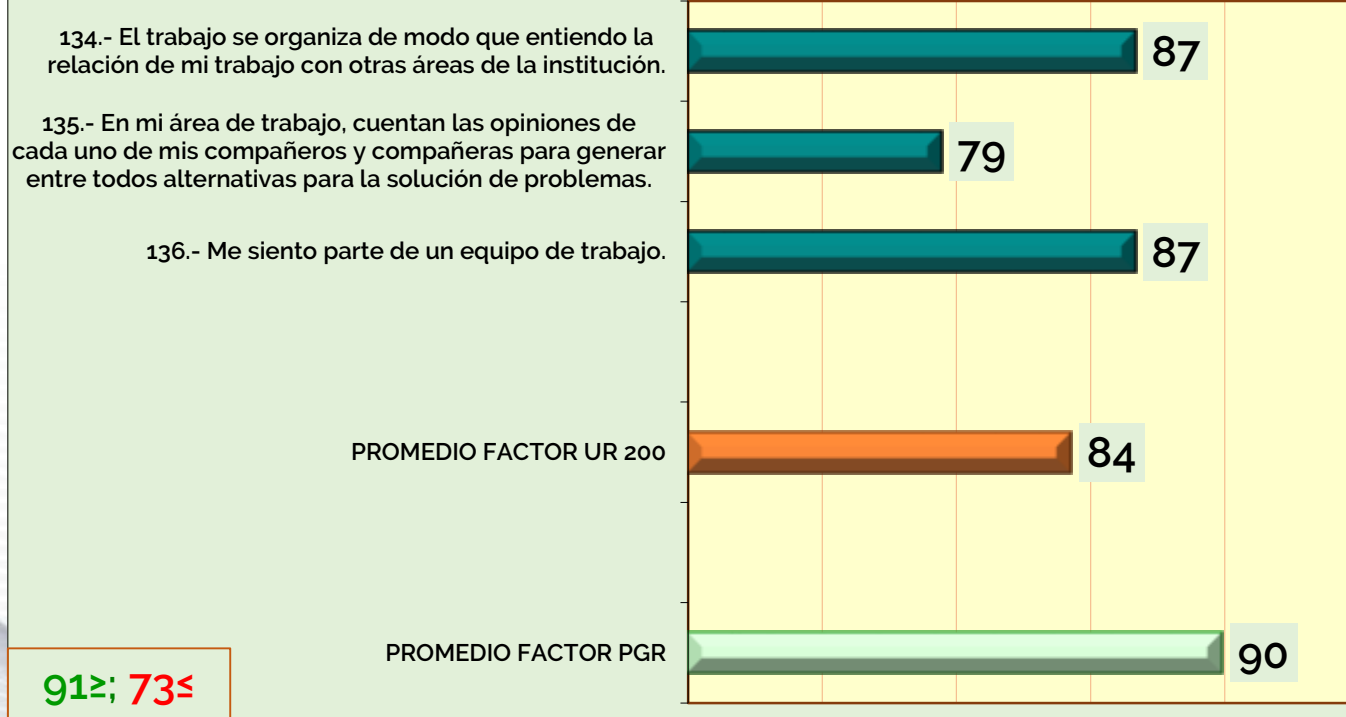 134.- El trabajo se organiza de modo que entiendo la
relación de mi trabajo con otras áreas de la institución.
87
135.- En mi área de trabajo, cuentan las opiniones de
cada uno de mis compañeros y compañeras para generar
entre todos alternativas para la solución de problemas.
79
136.- Me siento parte de un equipo de trabajo.
87
PROMEDIO FACTOR UR 200
84
PROMEDIO FACTOR PGR
90
91≥; 73≤